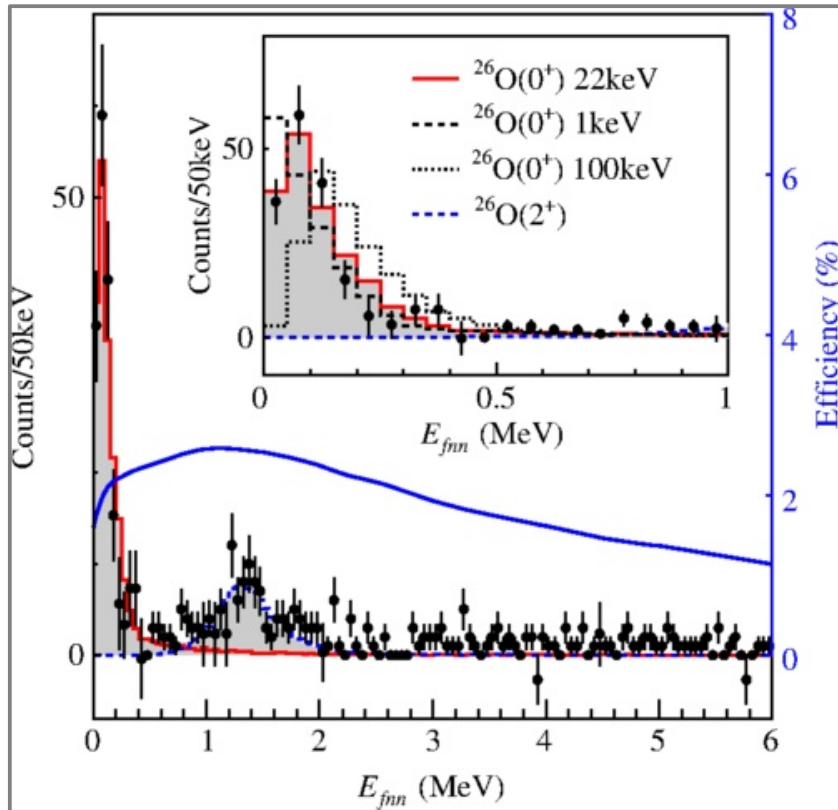 8
6
4
2
0
Efficiency (%)
50
0
Counts/50keV
0 1 2 3 4 5 6
E_fnn (MeV)
²⁶O(0⁺) 22keV
²⁶O(0⁺) 1keV
²⁶O(0⁺) 100keV
²⁶O(2⁺)
50
0
Counts/50keV
0 0.5 1
E_fnn (MeV)